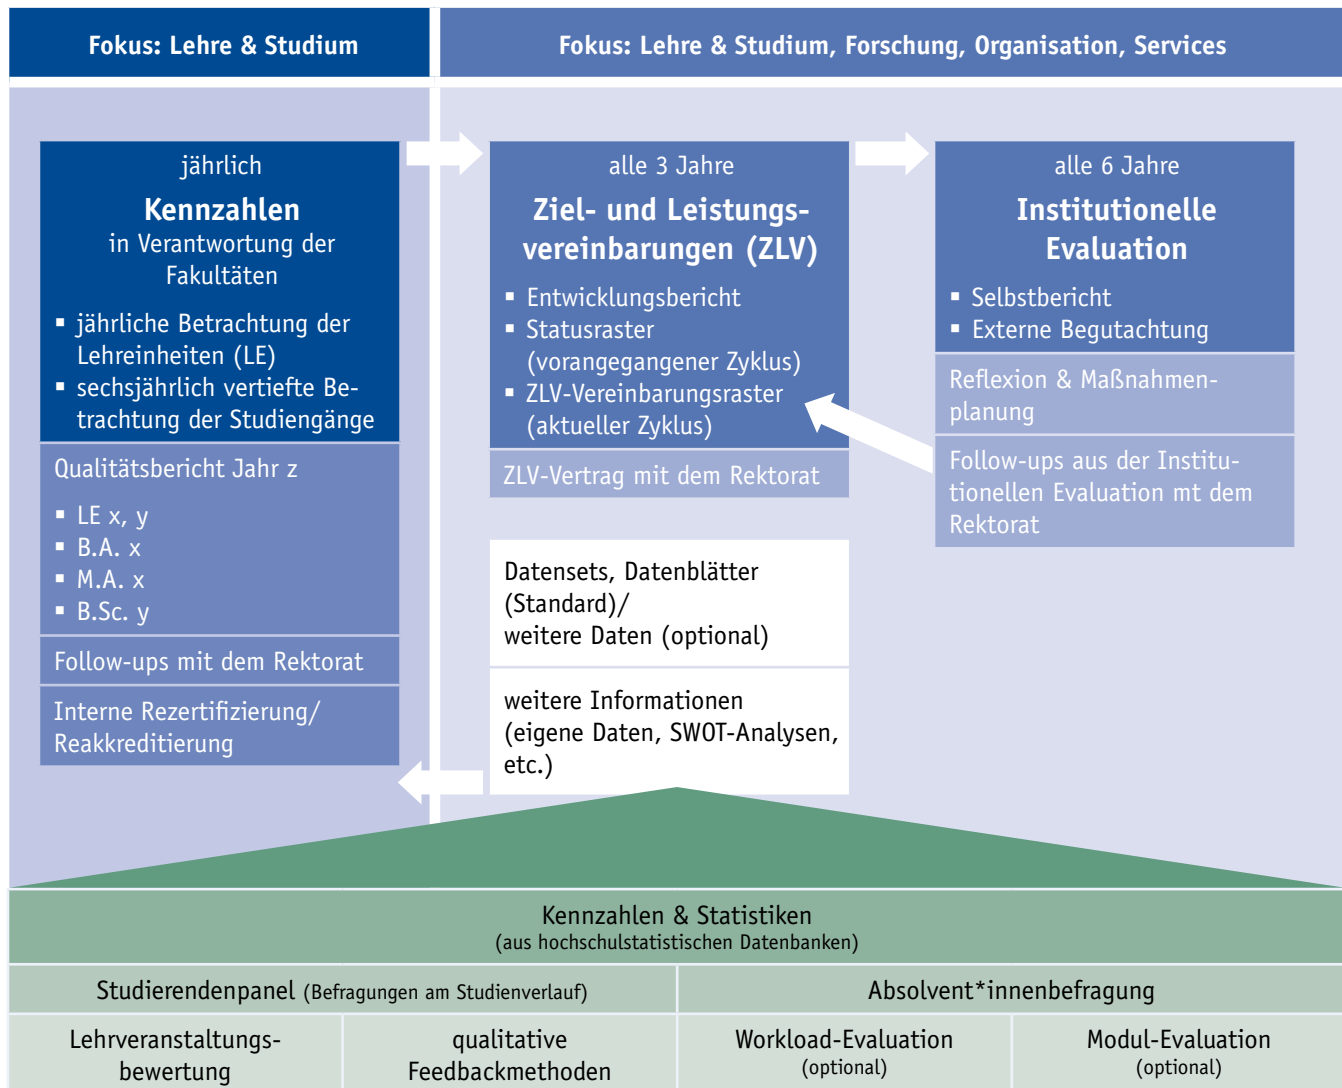 Fokus: Lehre & Studium
Fokus: Lehre & Studium, Forschung, Organisation, Services
jährlich
Kennzahlen
in Verantwortung der
Fakultäten
▪ jährliche Betrachtung der
Lehreinheiten (LE)
▪ sechsjährlich vertiefte Be-
trachtung der Studiengänge
Qualitätsbericht Jahr z
▪ LE x, y
▪ B.A. x
▪ M.A. x
▪ B.Sc. y
Follow-ups mit dem Rektorat
Interne Rezertifizierung/
Reakkreditierung
alle 3 Jahre
Ziel- und Leistungs-
vereinbarungen (ZLV)
▪ Entwicklungsbericht
▪ Statusraster
(vorangegangener Zyklus)
▪ ZLV-Vereinbarungsraster
(aktueller Zyklus)
ZLV-Vertrag mit dem Rektorat
Datensets, Datenblätter
(Standard)/
weitere Daten (optional)
weitere Informationen
(eigene Daten, SWOT-Analysen,
etc.)
alle 6 Jahre
Institutionelle
Evaluation
▪ Selbstbericht
▪ Externe Begutachtung
Reflexion & Maßnahmen-
planung
Follow-ups aus der Institu-
tionellen Evaluation mt dem
Rektorat
Kennzahlen & Statistiken
(aus hochschulstatistischen Datenbanken)
Studierendenpanel (Befragungen am Studienverlauf)
Absolvent*innenbefragung
Lehrveranstaltungs-
bewertung
qualitative
Feedbackmethoden
Workload-Evaluation
(optional)
Modul-Evaluation
(optional)